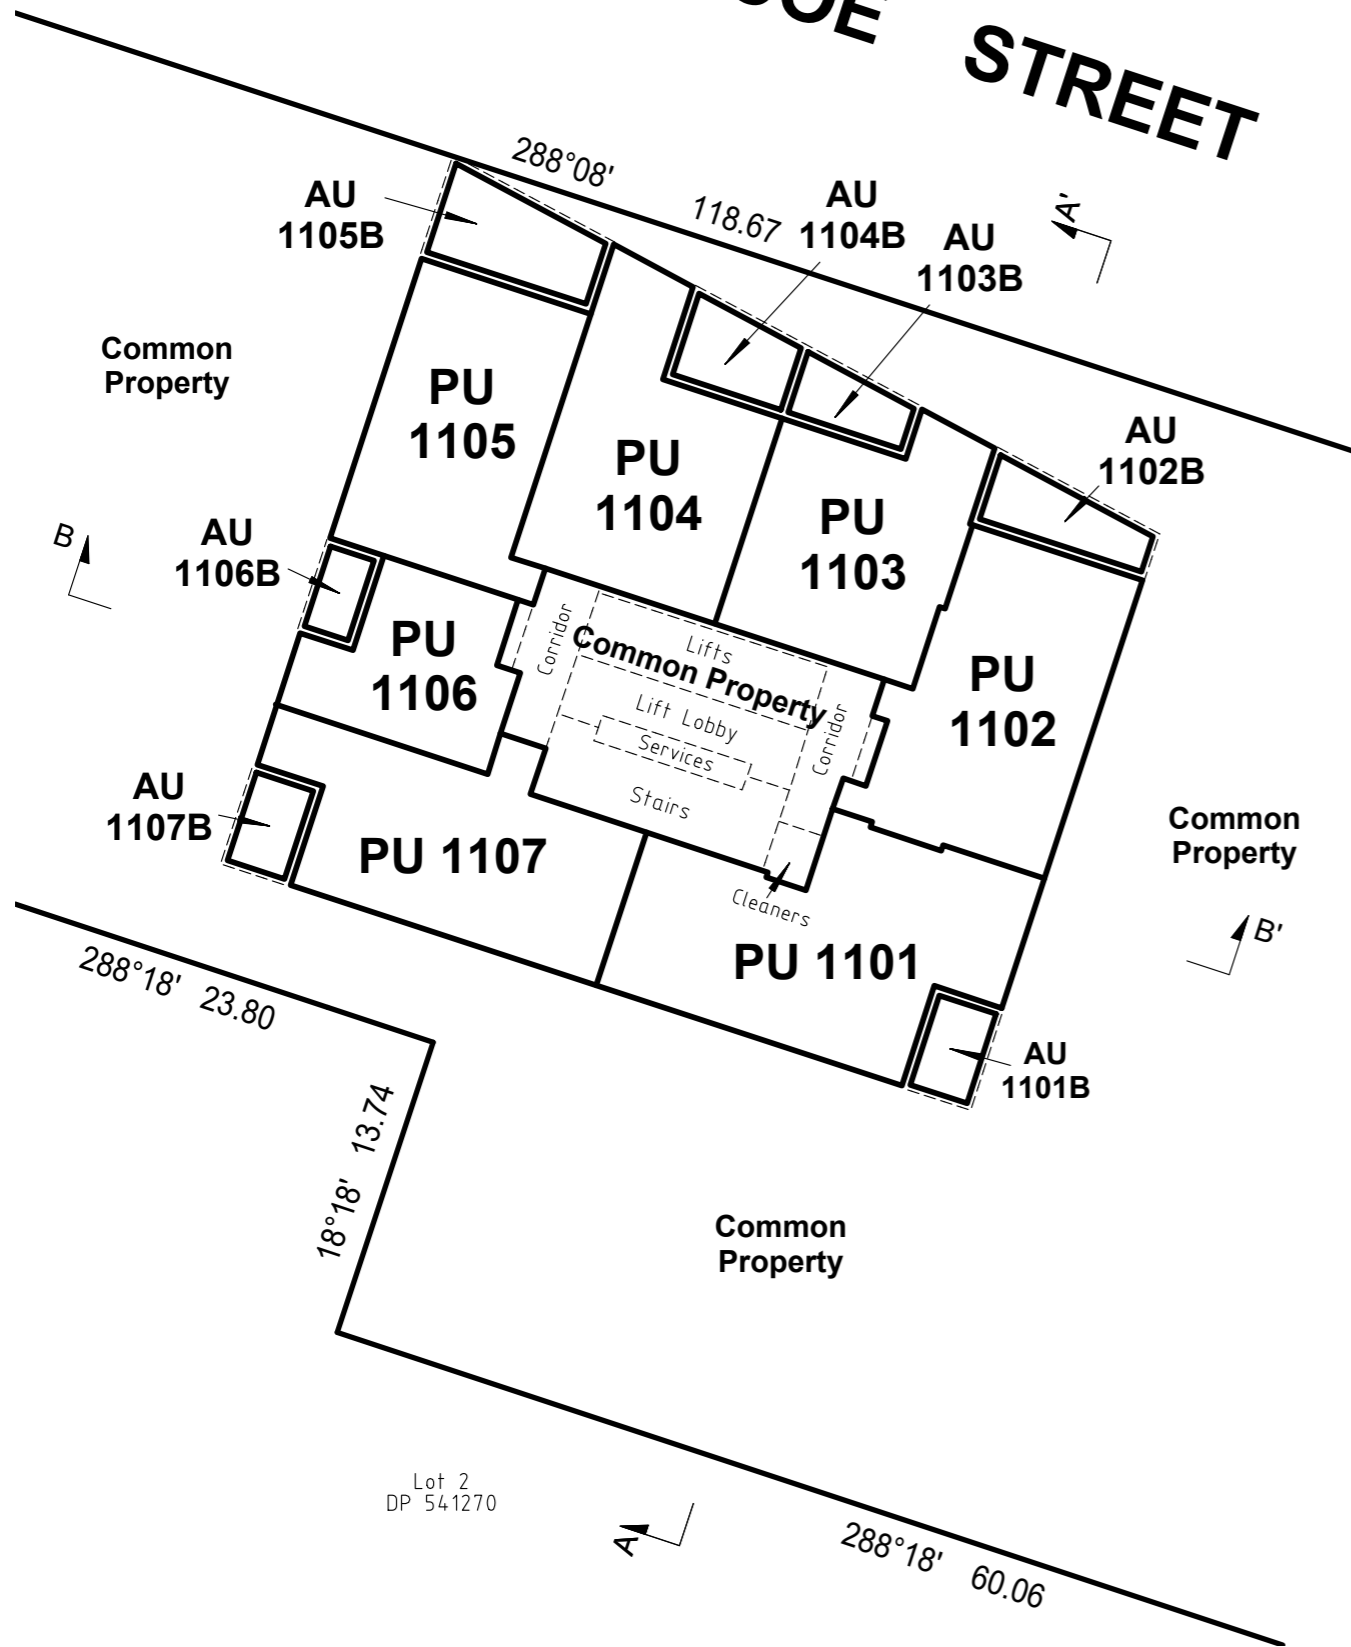 STREET
288°08'
118.67
AU
1105B
AU
1104B
AU
1103B
A'
Common
Property
PU
1105
PU
1104
AU
1102B
PU
1103
B
AU
1106B
PU
1106
Corridor
Lifts
Common Property
Lift Lobby
Services
Stairs
Corridor
PU
1102
AU
1107B
PU 1107
Common
Property
Cleaners
PU 1101
B'
288°18' 23.80
AU
1101B
18°18' 13.74
Common
Property
Lot 2
DP 541270
A
288°18' 60.06